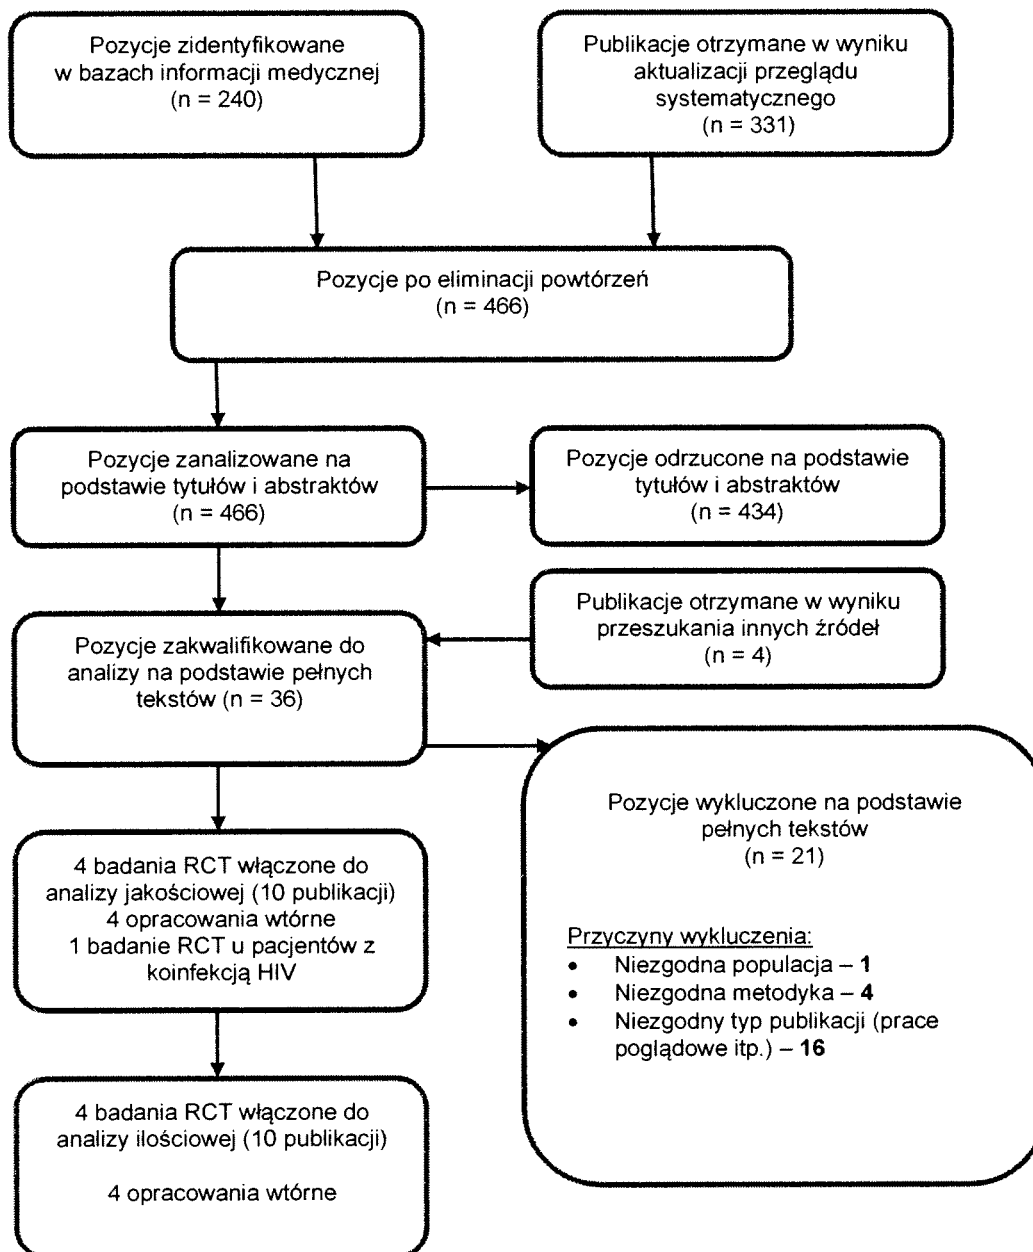 Pozycje zidentyfikowane
w bazach informacji medycznej
(n = 240)
Publikacje otrzymane w wyniku
aktualizacji przeglądu
systematycznego
(n = 331)
Pozycje po eliminacji powtórzeń
(n = 466)
Pozycje zanalizowane na
podstawie tytułów i abstraktów
(n = 466)
Pozycje odrzucone na podstawie
tytułów i abstraktów
(n = 434)
Publikacje otrzymane w wyniku
przeszukania innych źródeł
(n = 4)
Pozycje zakwalifikowane do
analizy na podstawie pełnych
tekstów (n = 36)
Pozycje wykluczone na podstawie
pełnych tekstów
(n = 21)
Przyczyny wykluczenia:
• Niezgodna populacja – 1
• Niezgodna metodyka – 4
• Niezgodny typ publikacji (prace
poglądowe itp.) – 16
4 badania RCT włączone do
analizy jakościowej (10 publikacji)
4 opracowania wtórne
1 badanie RCT u pacjentów z
koinfekcją HIV
4 badania RCT włączone do
analizy ilościowej (10 publikacji)
4 opracowania wtórne